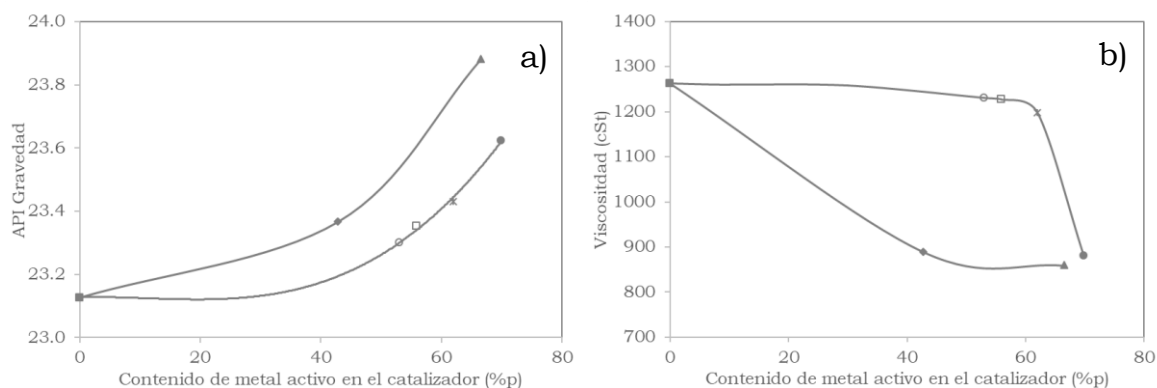 a)
24.0
23.8
23.6
23.4
23.2
23.0
API Gravedad
0 20 40 60 80
Contenido de metal activo en el catalizador (%p)
b)
1400
1300
1200
1100
1000
900
800
700
Viscositdad (cSt)
0 20 40 60 80
Contenido de metal activo en el catalizador (%p)